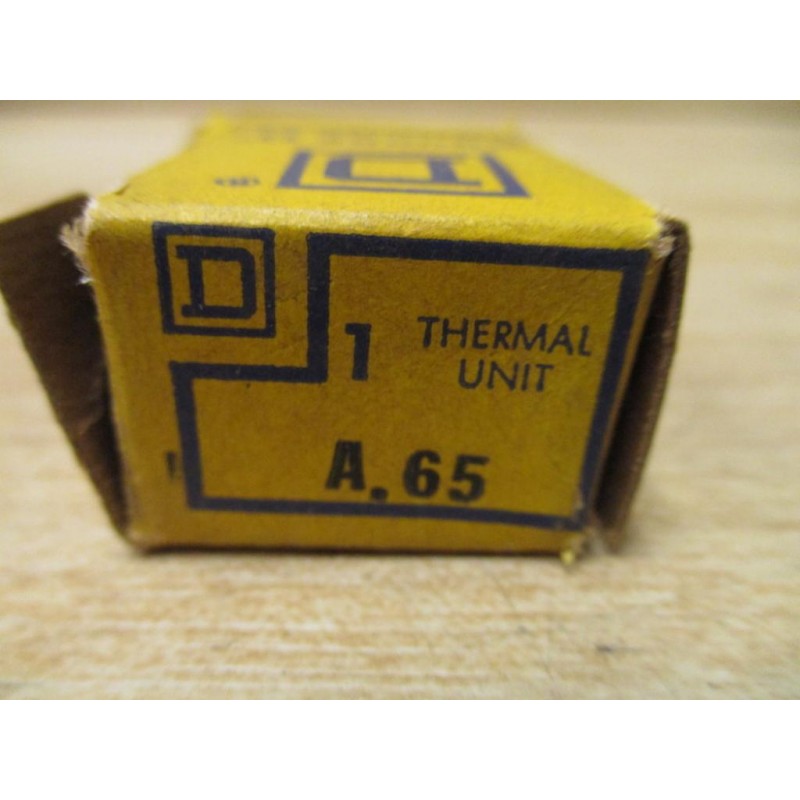 D
D
1 THERMAL
UNIT
A.65